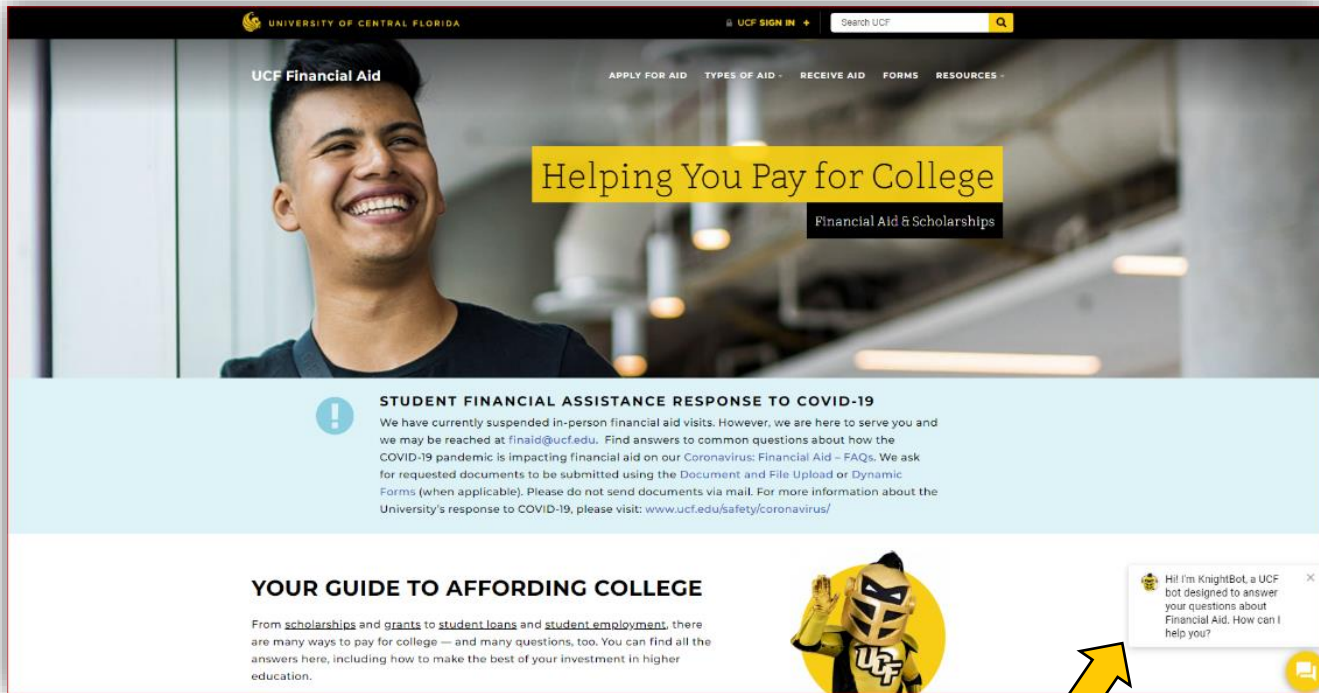 UNIVERSITY OF CENTRAL FLORIDA
UCF SIGN IN +
Search UCF
UCF Financial Aid
APPLY FOR AID TYPES OF AID RECEIVE AID FORMS RESOURCES
Helping You Pay for College
Financial Aid & Scholarships
STUDENT FINANCIAL ASSISTANCE RESPONSE TO COVID-19
We have currently suspended in-person financial aid visits. However, we are here to serve you and
we may be reached at finaid@ucf.edu. Find answers to common questions about how the
COVID-19 pandemic is impacting financial aid on our Coronavirus: Financial Aid – FAQs. We ask
for requested documents to be submitted using the Document and File Upload or Dynamic
Forms (when applicable). Please do not send documents via mail. For more information about the
University's response to COVID-19, please visit: www.ucf.edu/safety/coronavirus/
YOUR GUIDE TO AFFORDING COLLEGE
From scholarships and grants to student loans and student employment, there
are many ways to pay for college — and many questions, too. You can find all the
answers here, including how to make the best of your investment in higher
education.
UCF
Hi! I'm KnightBot, a UCF
bot designed to answer
your questions about
Financial Aid. How can I
help you?